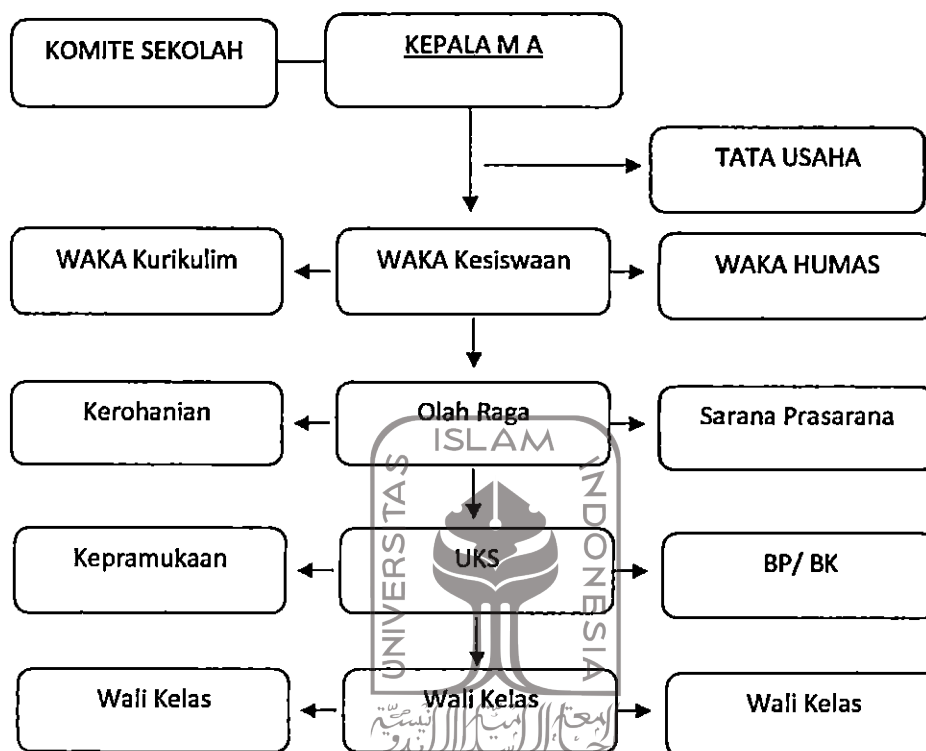 KOMITE SEKOLAH
KEPALA M A
TATA USAHA
WAKA Kurikulim
WAKA Kesiswaan
WAKA HUMAS
Kerohanian
Olah Raga
Sarana Prasarana
ISLAM
UNIVERSITAS
INDONESIA
Kepramukaan
UKS
BP/ BK
Wali Kelas
Wali Kelas
Wali Kelas